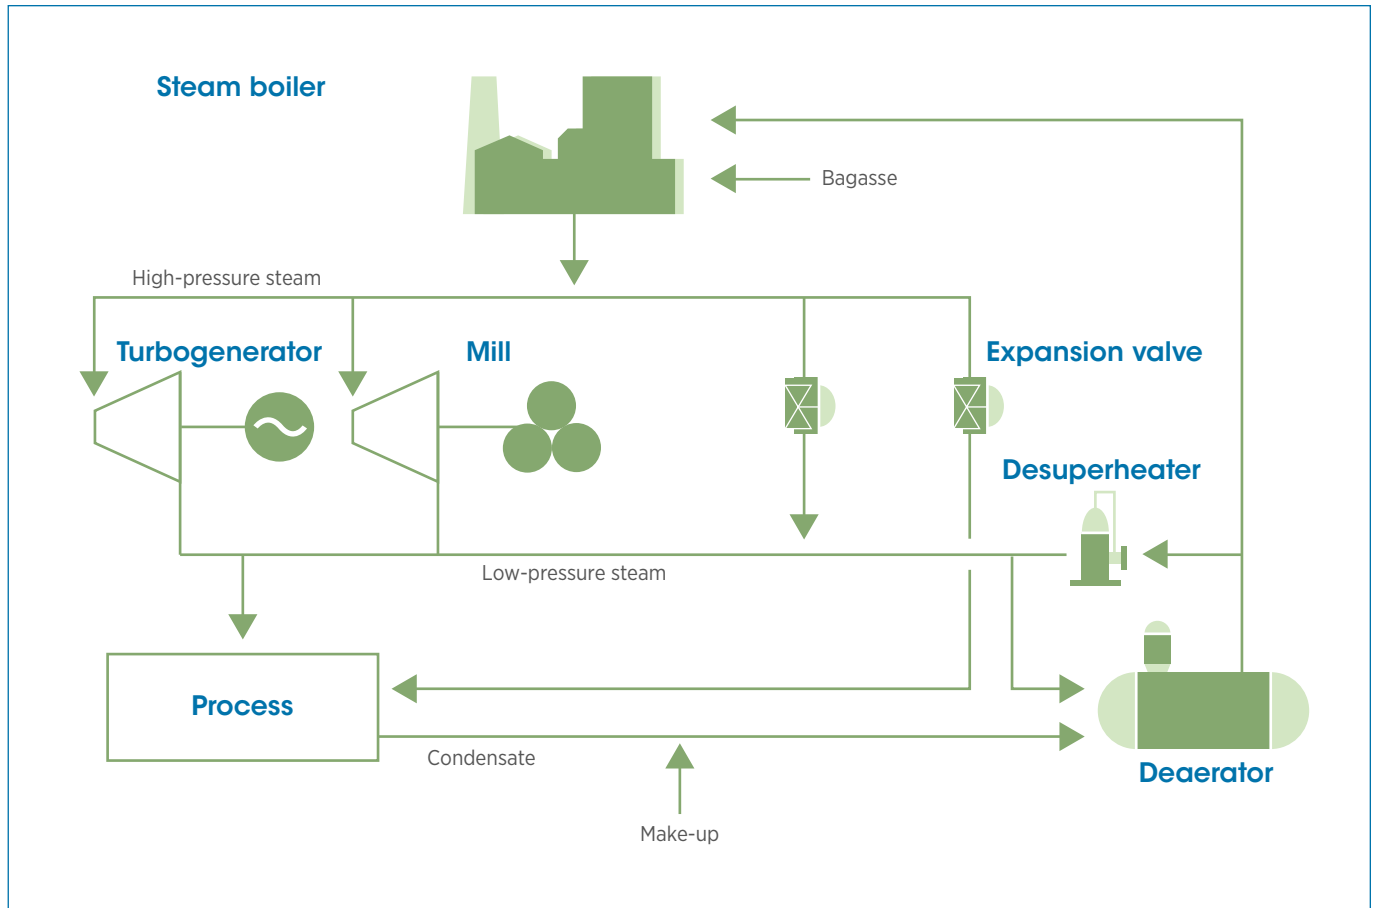 Steam boiler
Bagasse
High-pressure steam
Turbogenerator
Mill
Expansion valve
Desuperheater
Low-pressure steam
Process
Condensate
Deaerator
Make-up